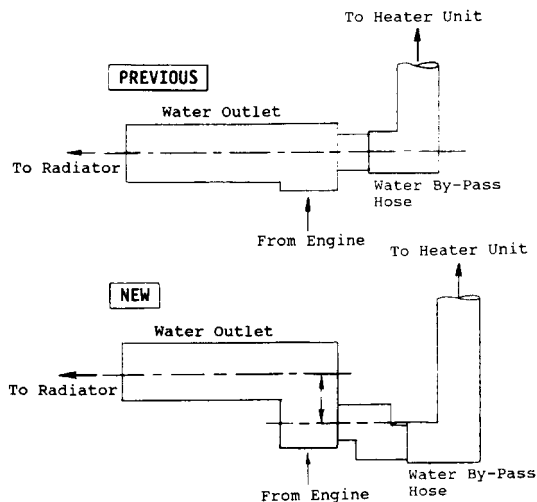 To Heater Unit
PREVIOUS
Water Outlet
To Radiator
Water By-Pass
Hose
From Engine
To Heater Unit
NEW
Water Outlet
To Radiator
Water By-Pass
Hose
From Engine